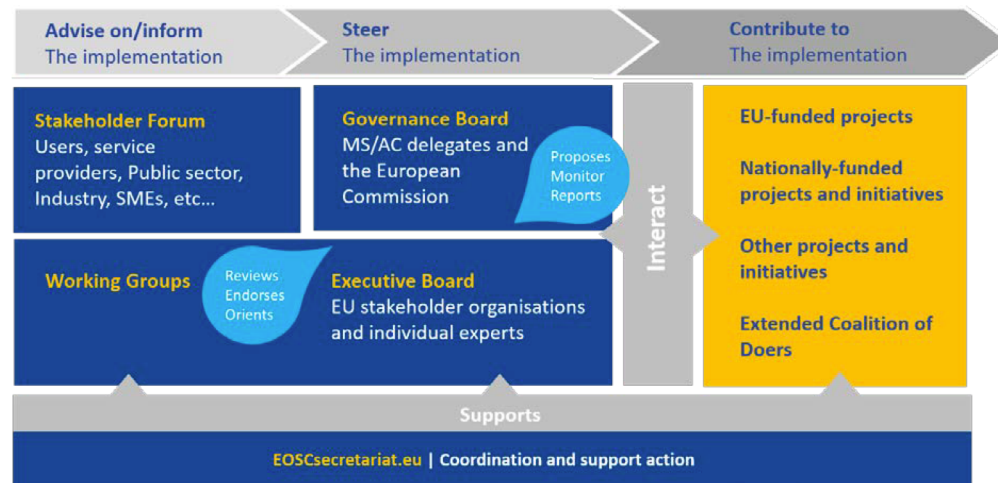 Advise on/inform
The implementation
Steer
The implementation
Contribute to
The implementation
Stakeholder Forum
Users, service
providers, Public sector,
Industry, SMEs, etc...
Governance Board
MS/AC delegates and
the European
Commission
Proposes
Monitor
Reports
Working Groups
Reviews
Endorses
Orients
Executive Board
EU stakeholder organisations
and individual experts
Interact
EU-funded projects
Nationally-funded
projects and initiatives
Other projects and
initiatives
Extended Coalition of
Doers
Supports
EOSCsecretariat.eu | Coordination and support action